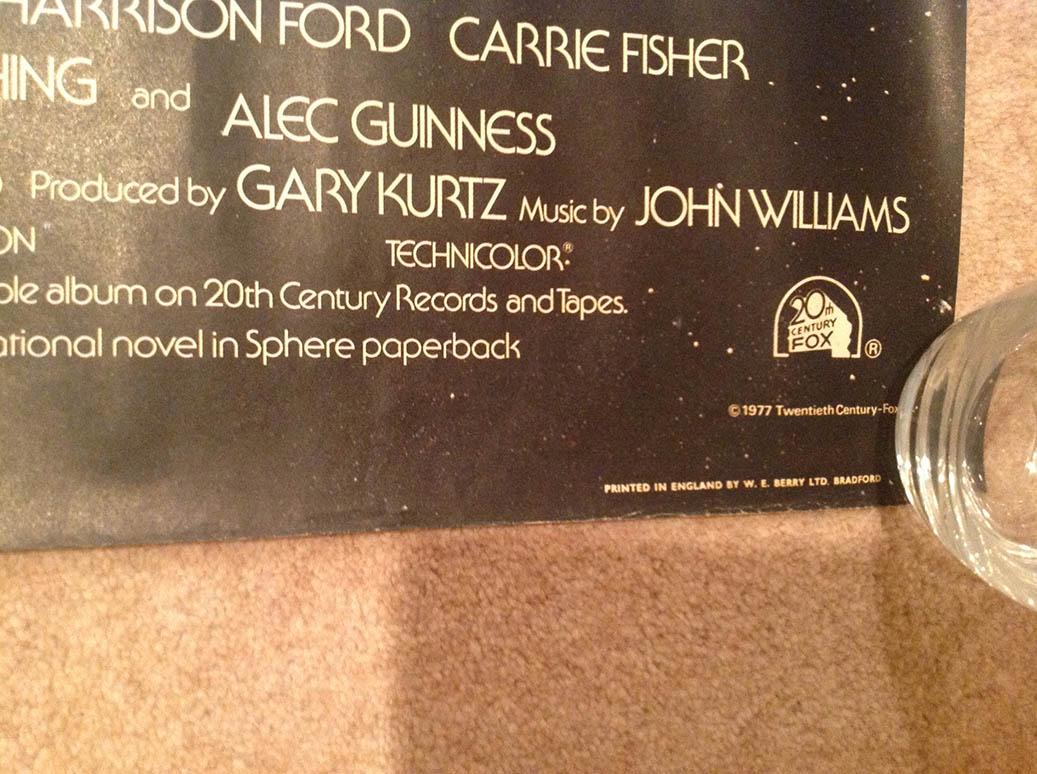 HARRISON FORD CARRIE FISHER
HING and ALEC GUINNESS
Produced by GARY KURTZ Music by JOHN WILLIAMS
ON TECHNICOLOR®
ble album on 20th Century Records and Tapes.
ational novel in Sphere paperback
20th
CENTURY
FOX ®
© 1977 Twentieth Century-Fox
PRINTED IN ENGLAND BY W. E. BERRY LTD. BRADFORD